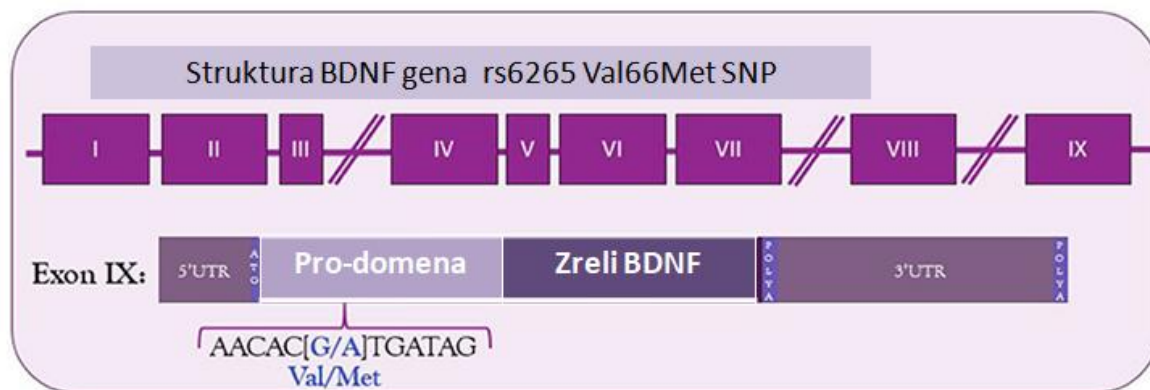 Struktura BDNF gena rs6265 Val66Met SNP
I II III IV V VI VII VIII IX
Exon IX: 5'UTR ATG Pro-domena Zreli BDNF POLYA 3'UTR POLYA
AACAC[G/A]TGATAG
Val/Met